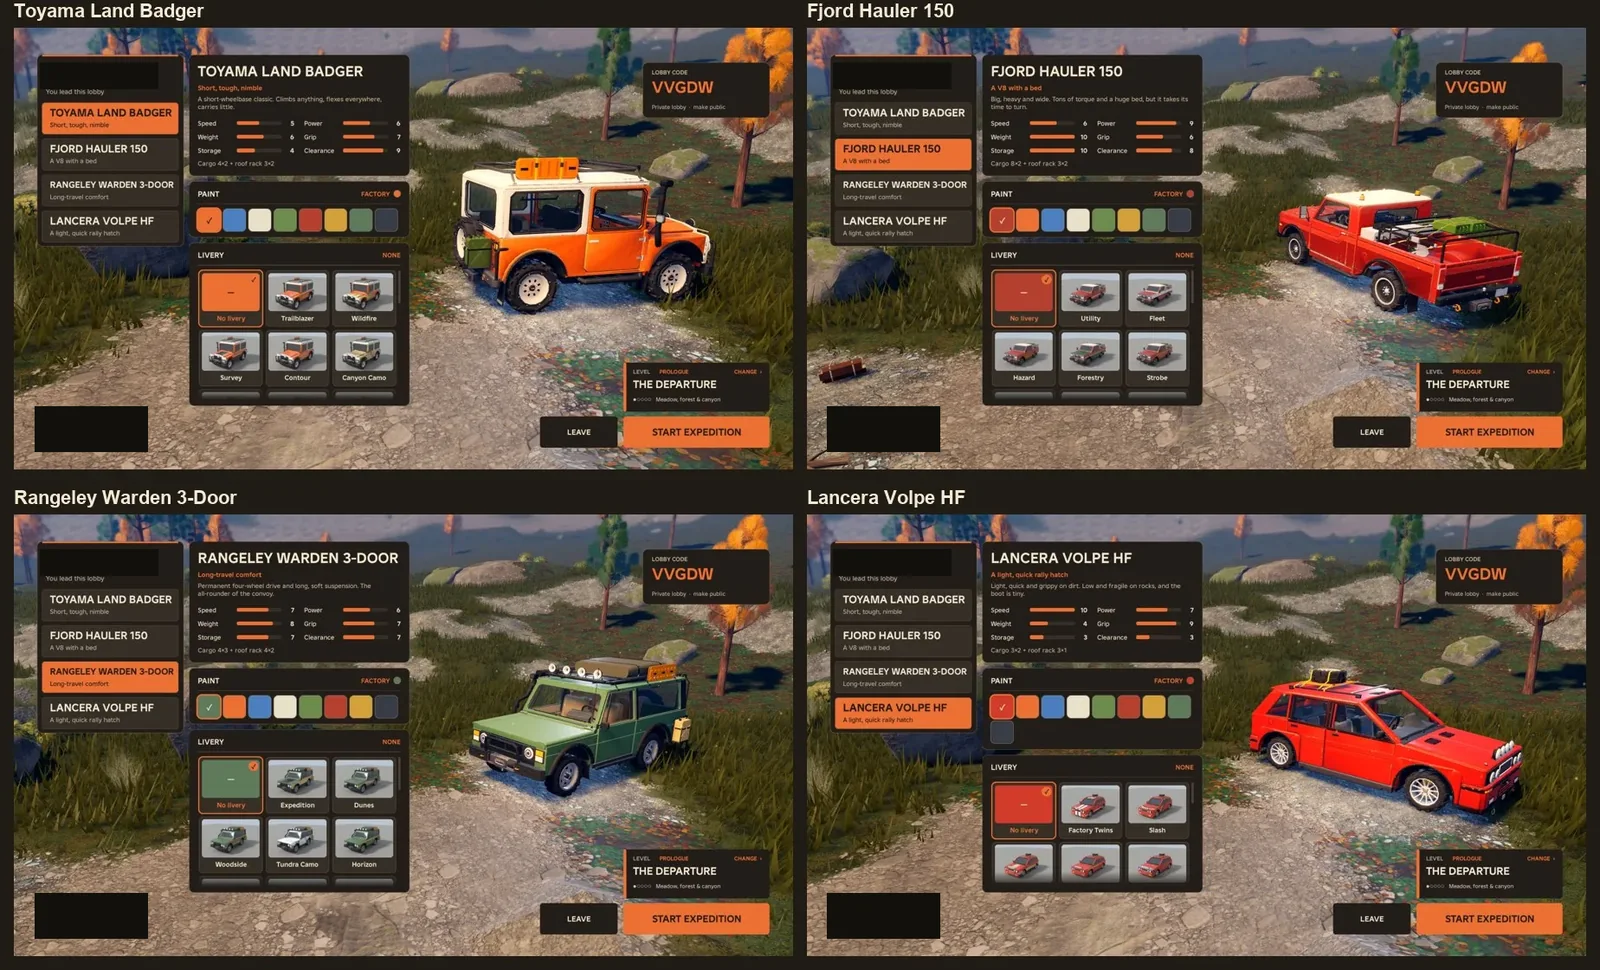 Toyama Land Badger
You lead this lobby
TOYAMA LAND BADGER
Short, tough, nimble
FJORD HAULER 150
A V8 with a bed
RANGELEY WARDEN 3-DOOR
Long-travel comfort
LANCERA VOLPE HF
A light, quick rally hatch
TOYAMA LAND BADGER
Short, tough, nimble
A short-wheelbase classic. Climbs anything, flexes everywhere,
carries little.
Speed 5 Power 6
Weight 6 Grip 7
Storage 4 Clearance 9
Cargo 4×2 • roof rack 3×2
PAINT FACTORY
LIVERY NONE
No livery Trailblazer Wildfire
Survey Contour Canyon Camo
LOBBY CODE
VVGDW
Private lobby · make public
LEVEL PROLOGUE CHANGE ›
THE DEPARTURE
Meadow, forest & canyon
LEAVE START EXPEDITION
Fjord Hauler 150
You lead this lobby
TOYAMA LAND BADGER
Short, tough, nimble
FJORD HAULER 150
A V8 with a bed
RANGELEY WARDEN 3-DOOR
Long-travel comfort
LANCERA VOLPE HF
A light, quick rally hatch
FJORD HAULER 150
A V8 with a bed
Big, heavy and wide. Tons of torque and a huge bed, but it takes its
time to turn.
Speed 6 Power 9
Weight 10 Grip 6
Storage 10 Clearance 8
Cargo 8×2 • roof rack 3×2
PAINT FACTORY
LIVERY NONE
No livery Utility Fleet
Hazard Forestry Strobe
LOBBY CODE
VVGDW
Private lobby · make public
LEVEL PROLOGUE CHANGE ›
THE DEPARTURE
Meadow, forest & canyon
LEAVE START EXPEDITION
Rangeley Warden 3-Door
You lead this lobby
TOYAMA LAND BADGER
Short, tough, nimble
FJORD HAULER 150
A V8 with a bed
RANGELEY WARDEN 3-DOOR
Long-travel comfort
LANCERA VOLPE HF
A light, quick rally hatch
RANGELEY WARDEN 3-DOOR
Long-travel comfort
Permanent four-wheel drive and long, soft suspension. The
all-rounder of the convoy.
Speed 7 Power 6
Weight 8 Grip 7
Storage 7 Clearance 7
Cargo 4×3 • roof rack 4×2
PAINT FACTORY
LIVERY NONE
No livery Expedition Dunes
Woodside Tundra Camo Horizon
LOBBY CODE
VVGDW
Private lobby · make public
LEVEL PROLOGUE CHANGE ›
THE DEPARTURE
Meadow, forest & canyon
LEAVE START EXPEDITION
Lancera Volpe HF
You lead this lobby
TOYAMA LAND BADGER
Short, tough, nimble
FJORD HAULER 150
A V8 with a bed
RANGELEY WARDEN 3-DOOR
Long-travel comfort
LANCERA VOLPE HF
A light, quick rally hatch
LANCERA VOLPE HF
A light, quick rally hatch
Light, quick and grippy on dirt. Low and fragile on rocks, and the
boot is tiny.
Speed 10 Power 7
Weight 4 Grip 9
Storage 3 Clearance 3
Cargo 3×2 • roof rack 3×1
PAINT FACTORY
LIVERY NONE
No livery Factory Twins Slash
LOBBY CODE
VVGDW
Private lobby · make public
LEVEL PROLOGUE CHANGE ›
THE DEPARTURE
Meadow, forest & canyon
LEAVE START EXPEDITION